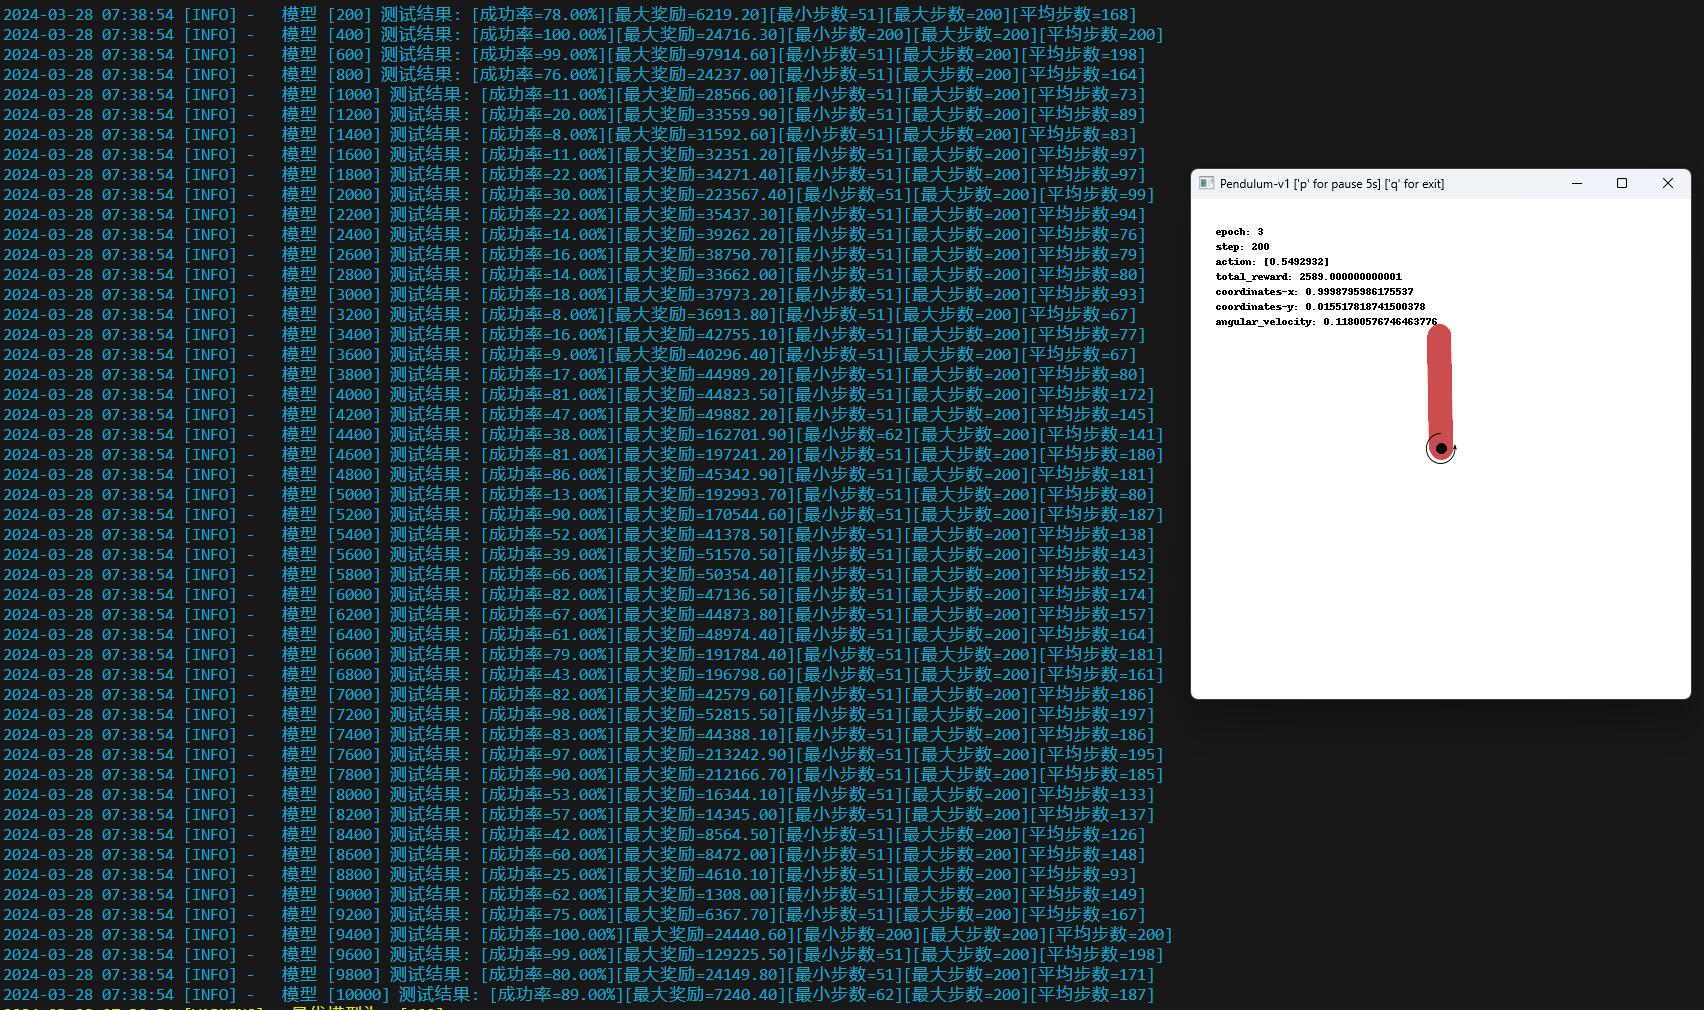 2024-03-28 07:38:54 [INFO] - 模型 [200] 测试结果: [成功率=78.00%][最大奖励=6219.20][最小步数=51][最大步数=200][平均步数=168]
2024-03-28 07:38:54 [INFO] - 模型 [400] 测试结果: [成功率=100.00%][最大奖励=24716.30][最小步数=200][最大步数=200][平均步数=200]
2024-03-28 07:38:54 [INFO] - 模型 [600] 测试结果: [成功率=99.00%][最大奖励=97914.60][最小步数=51][最大步数=200][平均步数=198]
2024-03-28 07:38:54 [INFO] - 模型 [800] 测试结果: [成功率=76.00%][最大奖励=24237.00][最小步数=51][最大步数=200][平均步数=164]
2024-03-28 07:38:54 [INFO] - 模型 [1000] 测试结果: [成功率=11.00%][最大奖励=28566.00][最小步数=51][最大步数=200][平均步数=73]
2024-03-28 07:38:54 [INFO] - 模型 [1200] 测试结果: [成功率=20.00%][最大奖励=33559.90][最小步数=51][最大步数=200][平均步数=89]
2024-03-28 07:38:54 [INFO] - 模型 [1400] 测试结果: [成功率=8.00%][最大奖励=31592.60][最小步数=51][最大步数=200][平均步数=83]
2024-03-28 07:38:54 [INFO] - 模型 [1600] 测试结果: [成功率=11.00%][最大奖励=32351.20][最小步数=51][最大步数=200][平均步数=97]
2024-03-28 07:38:54 [INFO] - 模型 [1800] 测试结果: [成功率=22.00%][最大奖励=34271.40][最小步数=51][最大步数=200][平均步数=97]
2024-03-28 07:38:54 [INFO] - 模型 [2000] 测试结果: [成功率=30.00%][最大奖励=223567.40][最小步数=51][最大步数=200][平均步数=99]
2024-03-28 07:38:54 [INFO] - 模型 [2200] 测试结果: [成功率=22.00%][最大奖励=35437.30][最小步数=51][最大步数=200][平均步数=94]
2024-03-28 07:38:54 [INFO] - 模型 [2400] 测试结果: [成功率=14.00%][最大奖励=39262.20][最小步数=51][最大步数=200][平均步数=76]
2024-03-28 07:38:54 [INFO] - 模型 [2600] 测试结果: [成功率=16.00%][最大奖励=38750.70][最小步数=51][最大步数=200][平均步数=79]
2024-03-28 07:38:54 [INFO] - 模型 [2800] 测试结果: [成功率=14.00%][最大奖励=33662.00][最小步数=51][最大步数=200][平均步数=80]
2024-03-28 07:38:54 [INFO] - 模型 [3000] 测试结果: [成功率=18.00%][最大奖励=37973.20][最小步数=51][最大步数=200][平均步数=93]
2024-03-28 07:38:54 [INFO] - 模型 [3200] 测试结果: [成功率=8.00%][最大奖励=36913.80][最小步数=51][最大步数=200][平均步数=67]
2024-03-28 07:38:54 [INFO] - 模型 [3400] 测试结果: [成功率=16.00%][最大奖励=42755.10][最小步数=51][最大步数=200][平均步数=77]
2024-03-28 07:38:54 [INFO] - 模型 [3600] 测试结果: [成功率=9.00%][最大奖励=40296.40][最小步数=51][最大步数=200][平均步数=67]
2024-03-28 07:38:54 [INFO] - 模型 [3800] 测试结果: [成功率=17.00%][最大奖励=44989.20][最小步数=51][最大步数=200][平均步数=80]
2024-03-28 07:38:54 [INFO] - 模型 [4000] 测试结果: [成功率=81.00%][最大奖励=44823.50][最小步数=51][最大步数=200][平均步数=172]
2024-03-28 07:38:54 [INFO] - 模型 [4200] 测试结果: [成功率=47.00%][最大奖励=49882.20][最小步数=51][最大步数=200][平均步数=145]
2024-03-28 07:38:54 [INFO] - 模型 [4400] 测试结果: [成功率=38.00%][最大奖励=162701.90][最小步数=62][最大步数=200][平均步数=141]
2024-03-28 07:38:54 [INFO] - 模型 [4600] 测试结果: [成功率=81.00%][最大奖励=197241.20][最小步数=51][最大步数=200][平均步数=180]
2024-03-28 07:38:54 [INFO] - 模型 [4800] 测试结果: [成功率=86.00%][最大奖励=45342.90][最小步数=51][最大步数=200][平均步数=181]
2024-03-28 07:38:54 [INFO] - 模型 [5000] 测试结果: [成功率=13.00%][最大奖励=192993.70][最小步数=51][最大步数=200][平均步数=80]
2024-03-28 07:38:54 [INFO] - 模型 [5200] 测试结果: [成功率=90.00%][最大奖励=170544.60][最小步数=51][最大步数=200][平均步数=187]
2024-03-28 07:38:54 [INFO] - 模型 [5400] 测试结果: [成功率=52.00%][最大奖励=41378.50][最小步数=51][最大步数=200][平均步数=138]
2024-03-28 07:38:54 [INFO] - 模型 [5600] 测试结果: [成功率=39.00%][最大奖励=51570.50][最小步数=51][最大步数=200][平均步数=143]
2024-03-28 07:38:54 [INFO] - 模型 [5800] 测试结果: [成功率=66.00%][最大奖励=50354.40][最小步数=51][最大步数=200][平均步数=152]
2024-03-28 07:38:54 [INFO] - 模型 [6000] 测试结果: [成功率=82.00%][最大奖励=47136.50][最小步数=51][最大步数=200][平均步数=174]
2024-03-28 07:38:54 [INFO] - 模型 [6200] 测试结果: [成功率=67.00%][最大奖励=44873.80][最小步数=51][最大步数=200][平均步数=157]
2024-03-28 07:38:54 [INFO] - 模型 [6400] 测试结果: [成功率=61.00%][最大奖励=48974.40][最小步数=51][最大步数=200][平均步数=164]
2024-03-28 07:38:54 [INFO] - 模型 [6600] 测试结果: [成功率=79.00%][最大奖励=191784.40][最小步数=51][最大步数=200][平均步数=181]
2024-03-28 07:38:54 [INFO] - 模型 [6800] 测试结果: [成功率=43.00%][最大奖励=196798.60][最小步数=51][最大步数=200][平均步数=161]
2024-03-28 07:38:54 [INFO] - 模型 [7000] 测试结果: [成功率=82.00%][最大奖励=42579.60][最小步数=51][最大步数=200][平均步数=186]
2024-03-28 07:38:54 [INFO] - 模型 [7200] 测试结果: [成功率=98.00%][最大奖励=52815.50][最小步数=51][最大步数=200][平均步数=197]
2024-03-28 07:38:54 [INFO] - 模型 [7400] 测试结果: [成功率=83.00%][最大奖励=44388.10][最小步数=51][最大步数=200][平均步数=186]
2024-03-28 07:38:54 [INFO] - 模型 [7600] 测试结果: [成功率=97.00%][最大奖励=213242.90][最小步数=51][最大步数=200][平均步数=195]
2024-03-28 07:38:54 [INFO] - 模型 [7800] 测试结果: [成功率=90.00%][最大奖励=212166.70][最小步数=51][最大步数=200][平均步数=185]
2024-03-28 07:38:54 [INFO] - 模型 [8000] 测试结果: [成功率=53.00%][最大奖励=16344.10][最小步数=51][最大步数=200][平均步数=133]
2024-03-28 07:38:54 [INFO] - 模型 [8200] 测试结果: [成功率=57.00%][最大奖励=14345.00][最小步数=51][最大步数=200][平均步数=137]
2024-03-28 07:38:54 [INFO] - 模型 [8400] 测试结果: [成功率=42.00%][最大奖励=8564.50][最小步数=51][最大步数=200][平均步数=126]
2024-03-28 07:38:54 [INFO] - 模型 [8600] 测试结果: [成功率=60.00%][最大奖励=8472.00][最小步数=51][最大步数=200][平均步数=148]
2024-03-28 07:38:54 [INFO] - 模型 [8800] 测试结果: [成功率=25.00%][最大奖励=4610.10][最小步数=51][最大步数=200][平均步数=93]
2024-03-28 07:38:54 [INFO] - 模型 [9000] 测试结果: [成功率=62.00%][最大奖励=1308.00][最小步数=51][最大步数=200][平均步数=149]
2024-03-28 07:38:54 [INFO] - 模型 [9200] 测试结果: [成功率=75.00%][最大奖励=6367.70][最小步数=51][最大步数=200][平均步数=167]
2024-03-28 07:38:54 [INFO] - 模型 [9400] 测试结果: [成功率=100.00%][最大奖励=24440.60][最小步数=200][最大步数=200][平均步数=200]
2024-03-28 07:38:54 [INFO] - 模型 [9600] 测试结果: [成功率=99.00%][最大奖励=129225.50][最小步数=51][最大步数=200][平均步数=198]
2024-03-28 07:38:54 [INFO] - 模型 [9800] 测试结果: [成功率=80.00%][最大奖励=24149.80][最小步数=51][最大步数=200][平均步数=171]
2024-03-28 07:38:54 [INFO] - 模型 [10000] 测试结果: [成功率=89.00%][最大奖励=7240.40][最小步数=62][最大步数=200][平均步数=187]
Pendulum-v1 ['p' for pause 5s] ['q' for exit]
epoch: 3
step: 200
action: [0.5492932]
total_reward: 2589.000000000001
coordinates-x: 0.9998795986175537
coordinates-y: 0.015517818741500378
angular_velocity: 0.11800576746463776